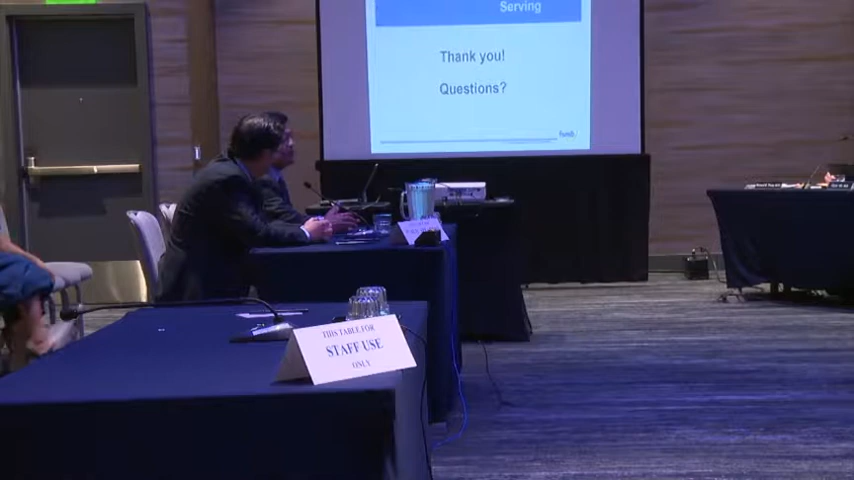 Serving
Thank you!
Questions?
THIS TABLE FOR
STAFF USE
ONLY